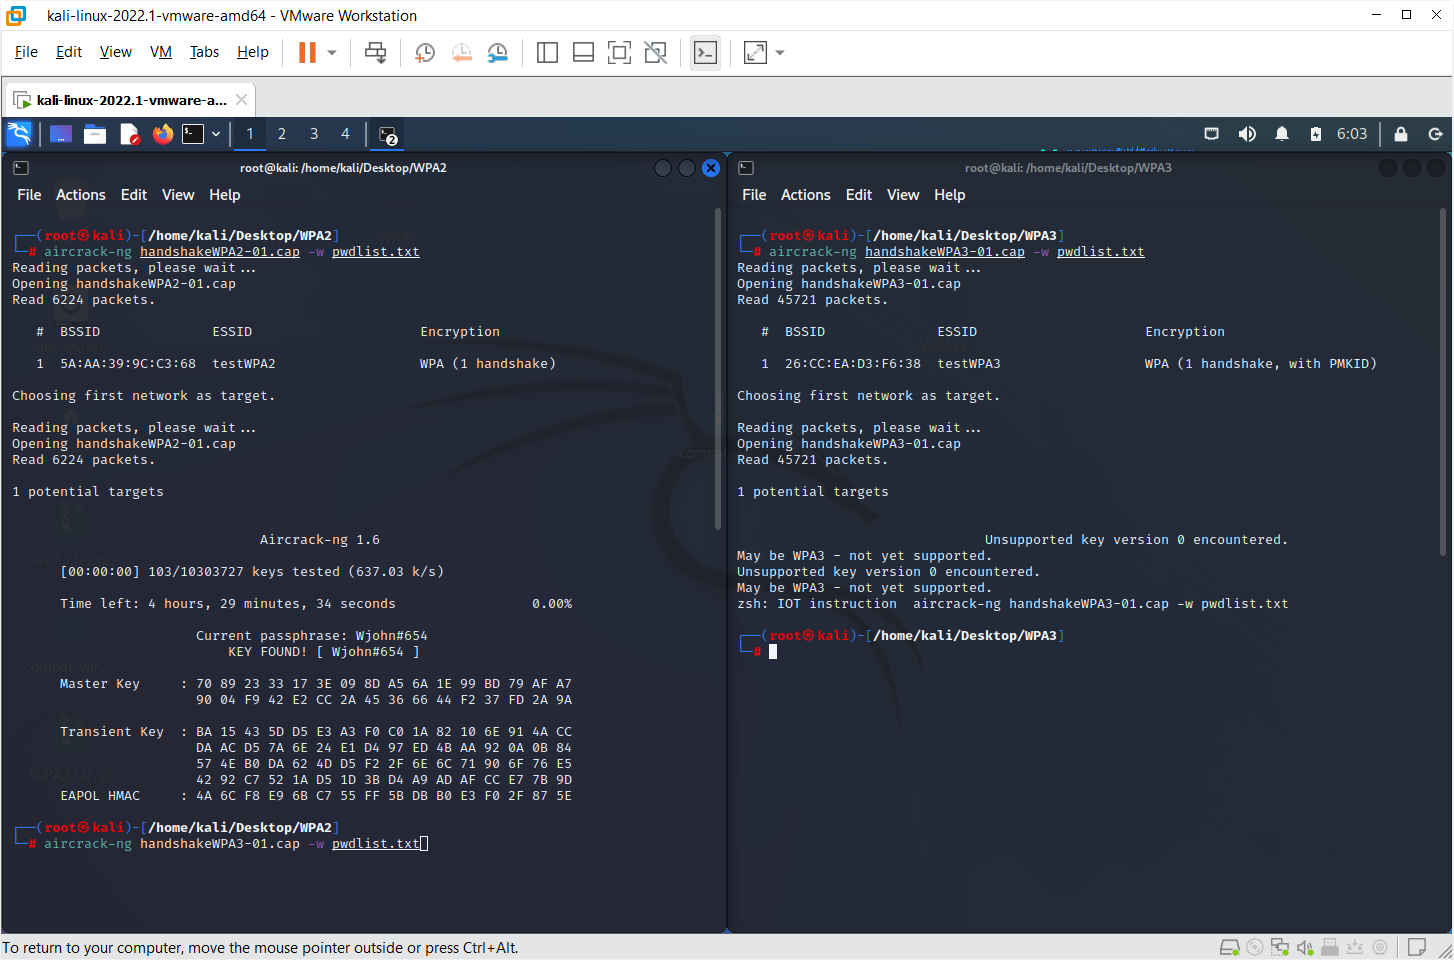 kali-linux-2022.1-vmware-amd64 - VMware Workstation
File Edit View VM Tabs Help
kali-linux-2022.1-vmware-a...
1 2 3 4 2 6:03
root@kali: /home/kali/Desktop/WPA2
File Actions Edit View Help
(root㉿kali)-[/home/kali/Desktop/WPA2]
# aircrack-ng handshakeWPA2-01.cap -w pwdlist.txt
Reading packets, please wait...
Opening handshakeWPA2-01.cap
Read 6224 packets.
# BSSID ESSID Encryption
1 5A:AA:39:9C:C3:68 testWPA2 WPA (1 handshake)
Choosing first network as target.
Reading packets, please wait...
Opening handshakeWPA2-01.cap
Read 6224 packets.
1 potential targets
Aircrack-ng 1.6
[00:00:00] 103/10303727 keys tested (637.03 k/s)
Time left: 4 hours, 29 minutes, 34 seconds 0.00%
Current passphrase: Wjohn#654
KEY FOUND! [ Wjohn#654 ]
Master Key : 70 89 23 33 17 3E 09 8D A5 6A 1E 99 BD 79 AF A7
90 04 F9 42 E2 CC 2A 45 36 66 44 F2 37 FD 2A 9A
Transient Key : BA 15 43 5D D5 E3 A3 F0 C0 1A 82 10 6E 91 4A CC
DA AC D5 7A 6E 24 E1 D4 97 ED 4B AA 92 0A 0B 84
57 4E B0 DA 62 4D D5 F2 2F 6E 6C 71 90 6F 76 E5
42 92 C7 52 1A D5 1D 3B D4 A9 AD AF CC E7 7B 9D
EAPOL HMAC : 4A 6C F8 E9 6B C7 55 FF 5B DB B0 E3 F0 2F 87 5E
(root㉿kali)-[/home/kali/Desktop/WPA2]
# aircrack-ng handshakeWPA3-01.cap -w pwdlist.txt
root@kali: /home/kali/Desktop/WPA3
File Actions Edit View Help
(root㉿kali)-[/home/kali/Desktop/WPA3]
# aircrack-ng handshakeWPA3-01.cap -w pwdlist.txt
Reading packets, please wait...
Opening handshakeWPA3-01.cap
Read 45721 packets.
# BSSID ESSID Encryption
1 26:CC:EA:D3:F6:38 testWPA3 WPA (1 handshake, with PMKID)
Choosing first network as target.
Reading packets, please wait...
Opening handshakeWPA3-01.cap
Read 45721 packets.
1 potential targets
Unsupported key version 0 encountered.
May be WPA3 - not yet supported.
Unsupported key version 0 encountered.
May be WPA3 - not yet supported.
zsh: IOT instruction aircrack-ng handshakeWPA3-01.cap -w pwdlist.txt
(root㉿kali)-[/home/kali/Desktop/WPA3]
#
To return to your computer, move the mouse pointer outside or press Ctrl+Alt.